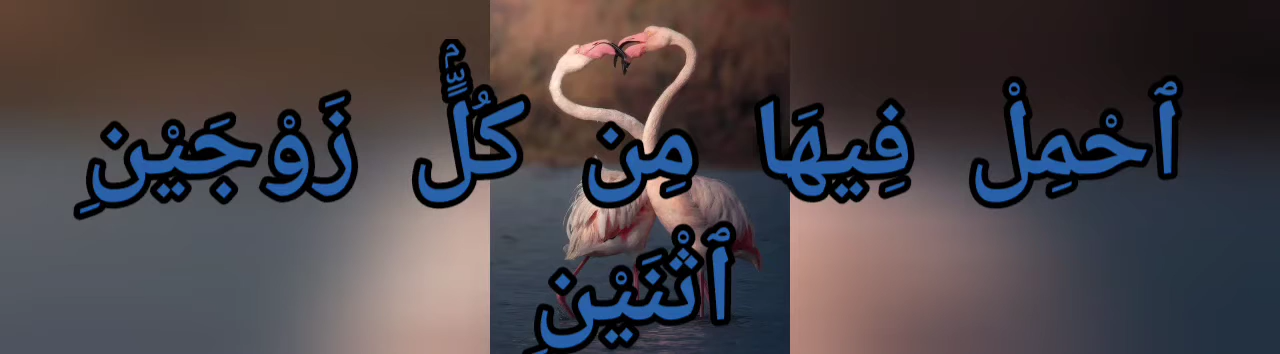 ٱحْمِلْ فِيهَا مِن كُلࣲّ زَوْجَيْنِ
ٱثْنَيْنِ